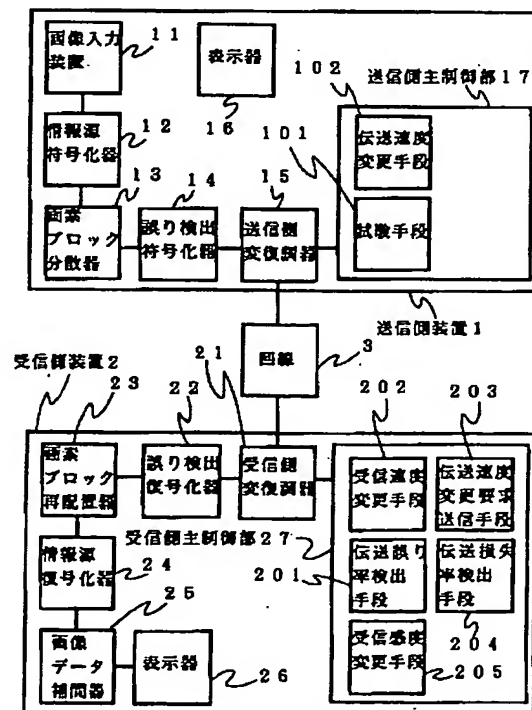 11
画像入力
装置
表示器
16
送信側主制御部17
102
伝送速度
変更手段
101
試験手段
12
情報源
符号化器
13
14
15
画素
ブロック
分散器
誤り検出
符号化器
送信側
変復調器
送信側装置1
回線
3
受信側装置2
23
22
21
202
203
画素
ブロック
再配置器
誤り検出
復号化器
受信側
変復調器
受信速度
変更手段
伝送速度
変更要求
送信手段
受信側主制御部27
情報源
復号化器
24
伝送誤り
率検出
手段
201
伝送損失
率検出
手段
204
25
画像
データ
補間器
表示器
26
受信感度
変更手段
205